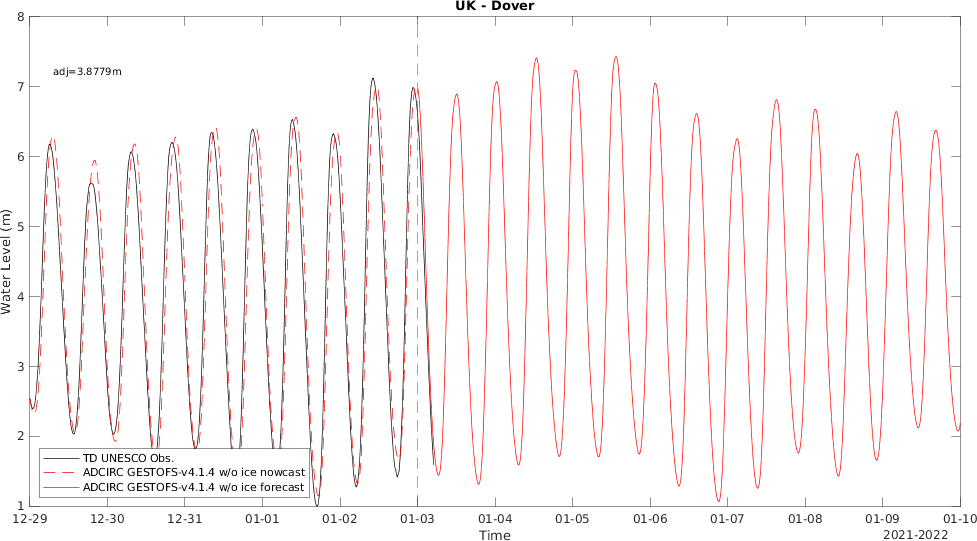 UK - Dover
8
adj=3.8779m
7
6
5
4
3
2
1
Water Level (m)
TD UNESCO Obs.
ADCIRC GESTOFS-v4.1.4 w/o ice nowcast
ADCIRC GESTOFS-v4.1.4 w/o ice forecast
12-29 12-30 12-31 01-01 01-02 01-03 01-04 01-05 01-06 01-07 01-08 01-09 01-10
Time
2021-2022